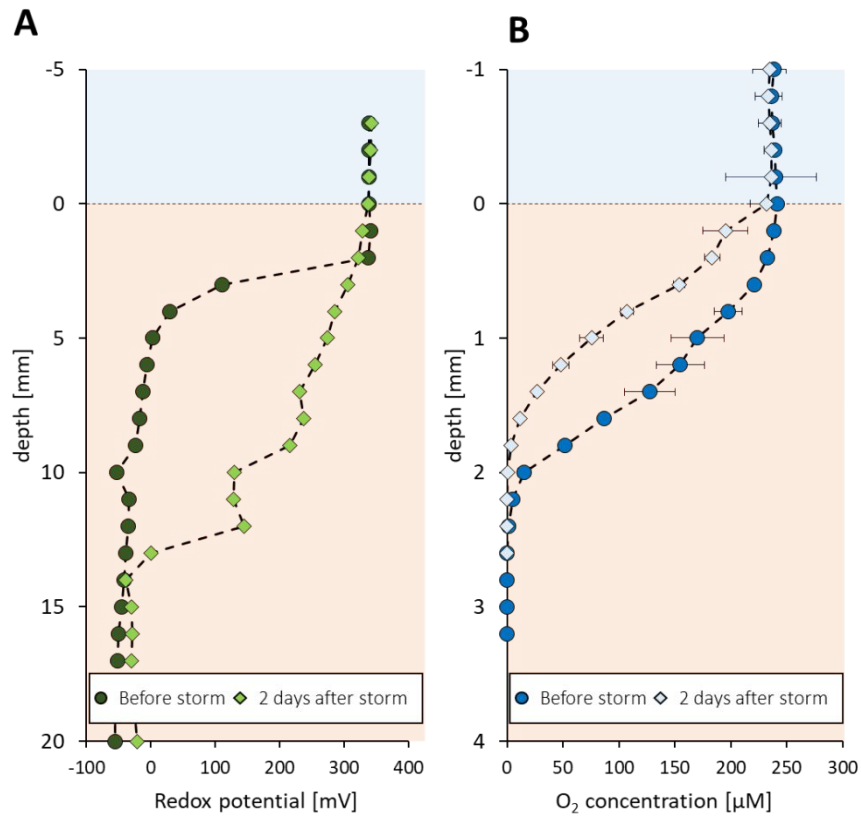 A
B
-5
0
5
10
15
20
depth [mm]
Before storm
2 days after storm
-100
0
100
200
300
400
Redox potential [mV]
-1
0
1
2
3
4
depth [mm]
Before storm
2 days after storm
0
50
100
150
200
250
300
O₂ concentration [µM]